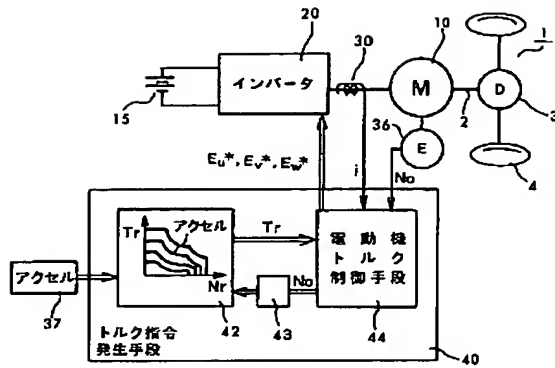 20
30
10
1
インバータ
M
D
15
2
3
36
E
4
Eu*, Ev*, Ew*
i
No
Tr
アクセル
Nr
Tr
電動機
トルク
制御手段
アクセル
No
37
42
43
44
トルク指令
発生手段
40